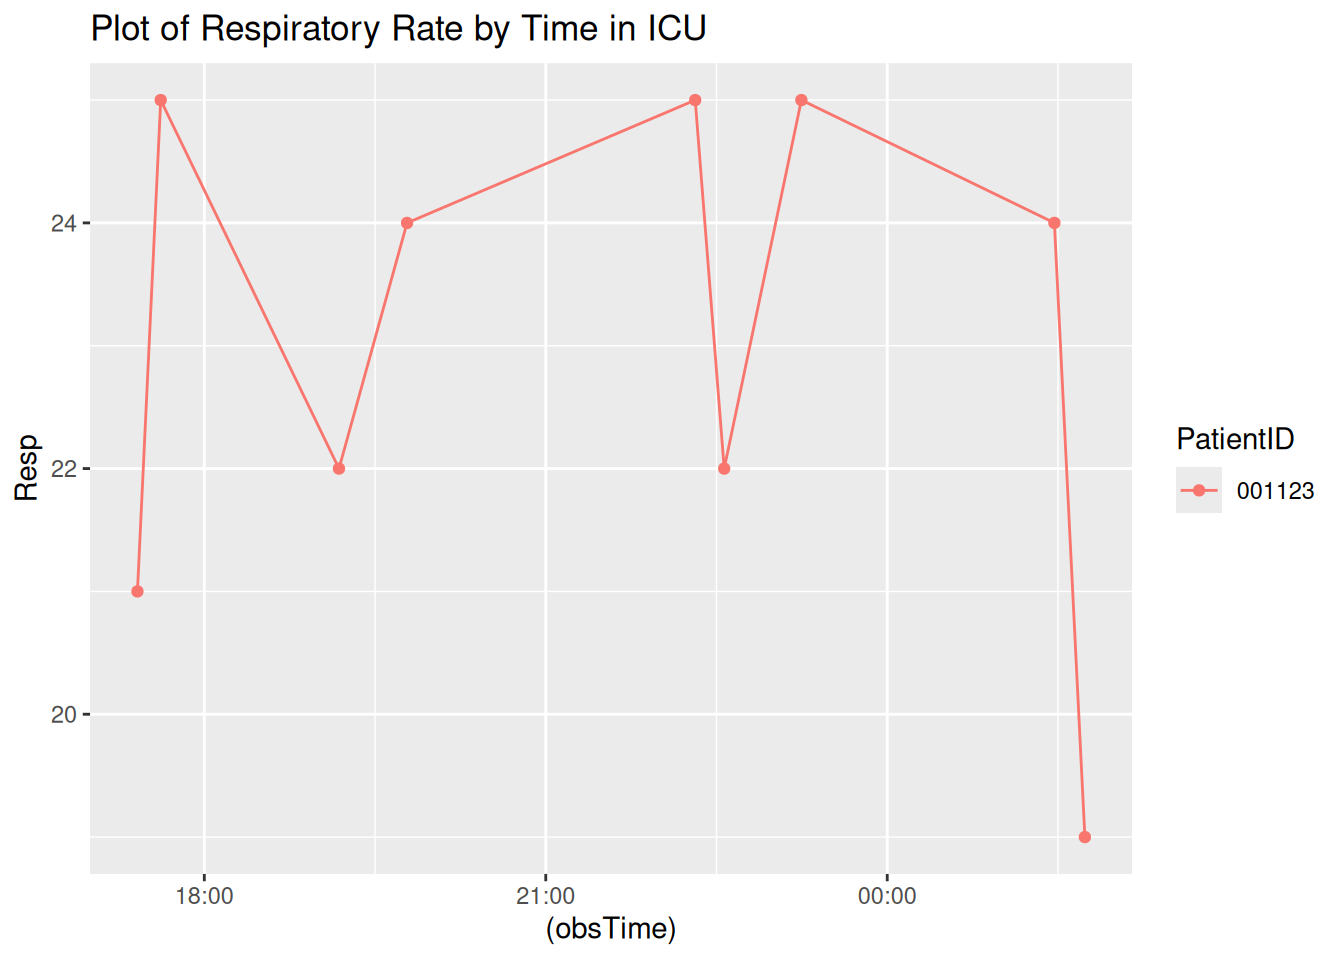 Plot of Respiratory Rate by Time in ICU
24
22
20
Resp
18:00
21:00
00:00
(obsTime)
PatientID
001123